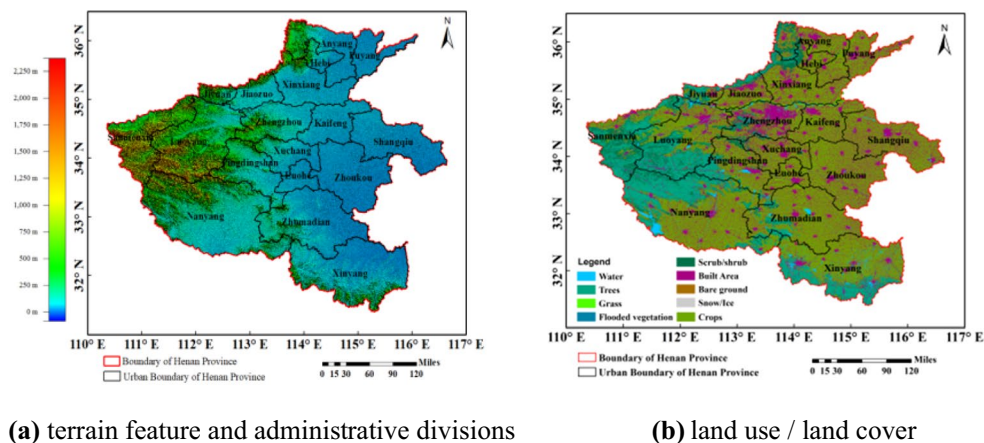 N
36° N
35° N
34° N
33° N
32° N
2,250 m
2,000 m
1,750 m
1,500 m
1,250 m
1,000 m
750 m
500 m
250 m
0 m
Anyang
Puyang
Hebi
Xinxiang
Jiyuan
Jiaozuo
Sanmenxia
Luoyang
Zhengzhou
Kaifeng
Shangqiu
Xuchang
Pingdingshan
Luohe
Zhoukou
Nanyang
Zhumadian
Xinyang
110° E 111° E 112° E 113° E 114° E 115° E 116° E 117° E
Boundary of Henan Province
Urban Boundary of Henan Province
Miles
0 15 30 60 90 120
(a) terrain feature and administrative divisions
N
36° N
35° N
34° N
33° N
32° N
Anyang
Puyang
Hebi
Xinxiang
Jiyuan
Jiaozuo
Sanmenxia
Luoyang
Zhengzhou
Kaifeng
Shangqiu
Xuchang
Pingdingshan
Luohe
Zhoukou
Nanyang
Zhumadian
Xinyang
Legend
Water
Trees
Grass
Flooded vegetation
Scrub/shrub
Built Area
Bare ground
Snow/Ice
Crops
111° E 112° E 113° E 114° E 115° E 116° E 117° E
Boundary of Henan Province
Urban Boundary of Henan Province
Miles
0 15 30 60 90 120
(b) land use / land cover